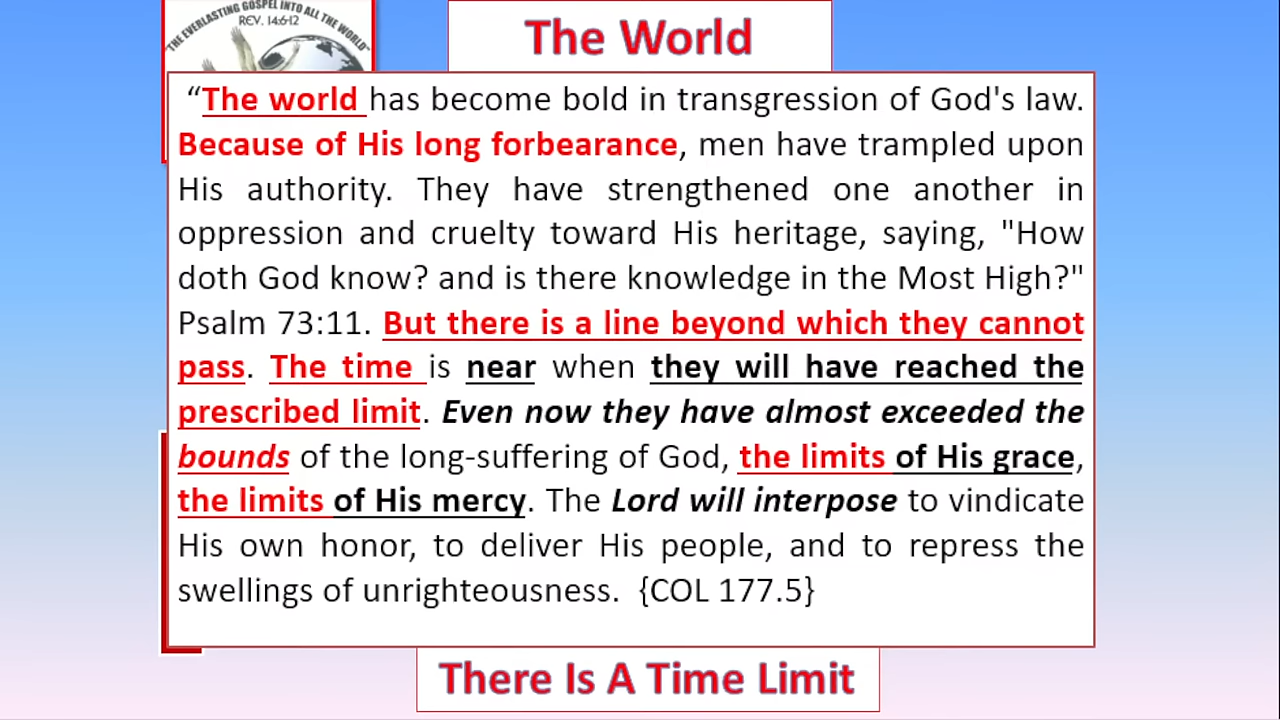 THE EVERLASTING GOSPEL INTO ALL THE WORLD"
REV. 14:6-12
The World
“The world has become bold in transgression of God's law.
Because of His long forbearance, men have trampled upon
His authority. They have strengthened one another in
oppression and cruelty toward His heritage, saying, "How
doth God know? and is there knowledge in the Most High?"
Psalm 73:11. But there is a line beyond which they cannot
pass. The time is near when they will have reached the
prescribed limit. Even now they have almost exceeded the
bounds of the long-suffering of God, the limits of His grace,
the limits of His mercy. The Lord will interpose to vindicate
His own honor, to deliver His people, and to repress the
swellings of unrighteousness. {COL 177.5}
There Is A Time Limit